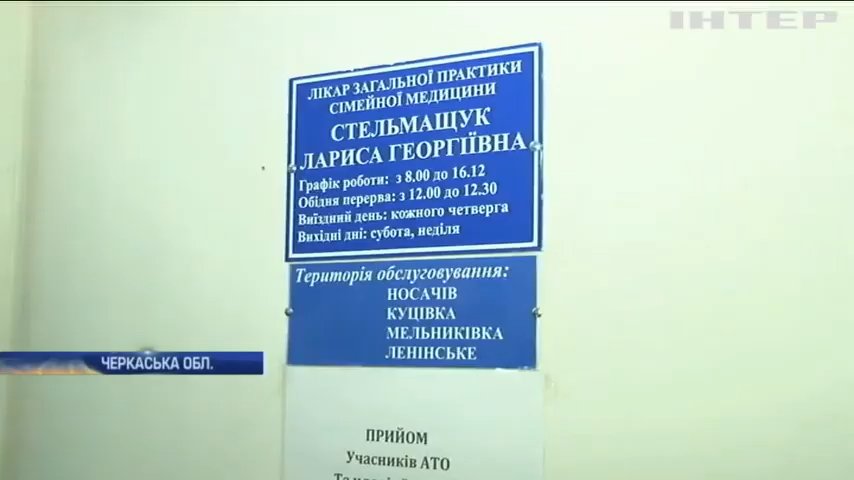 ІНТЕР
ЛІКАР ЗАГАЛЬНОЇ ПРАКТИКИ
СІМЕЙНОЇ МЕДИЦИНИ
СТЕЛЬМАЩУК
ЛАРИСА ГЕОРГІЇВНА
Графік роботи: з 8.00 до 16.12
Обідня перерва: з 12.00 до 12.30
Виїздний день: кожного четверга
Вихідні дні: субота, неділя
Територія обслуговування:
НОСАЧІВ
КУЦІВКА
МЕЛЬНИКІВКА
ЛЕНІНСЬКЕ
ЧЕРКАСЬКА ОБЛ.
ПРИЙОМ
Учасників АТО